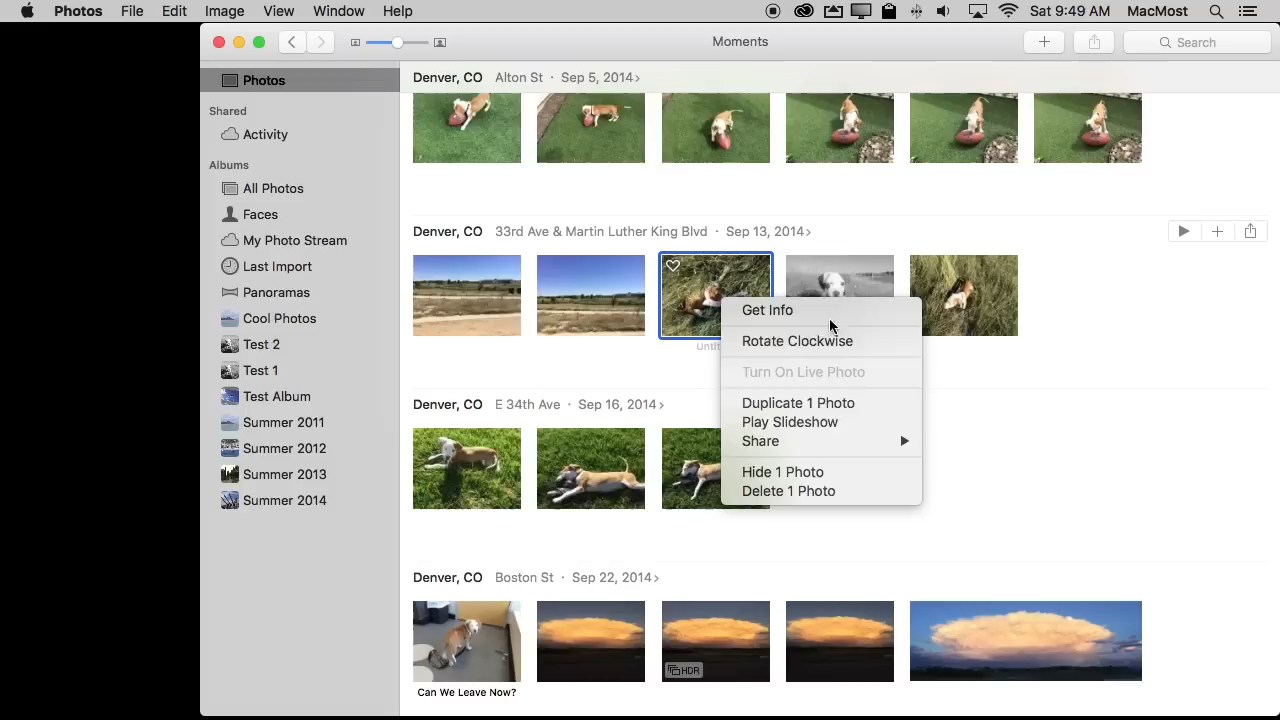 Photos File Edit Image View Window Help Sat 9:49 AM MacMost
Moments
Search
Photos
Shared
Activity
Albums
All Photos
Faces
My Photo Stream
Last Import
Panoramas
Cool Photos
Test 2
Test 1
Test Album
Summer 2011
Summer 2012
Summer 2013
Summer 2014
Denver, CO Alton St · Sep 5, 2014›
Denver, CO 33rd Ave & Martin Luther King Blvd · Sep 13, 2014›
Get Info
Rotate Clockwise
Turn On Live Photo
Duplicate 1 Photo
Play Slideshow
Share
Hide 1 Photo
Delete 1 Photo
Denver, CO E 34th Ave · Sep 16, 2014›
Denver, CO Boston St · Sep 22, 2014›
HDR
Can We Leave Now?